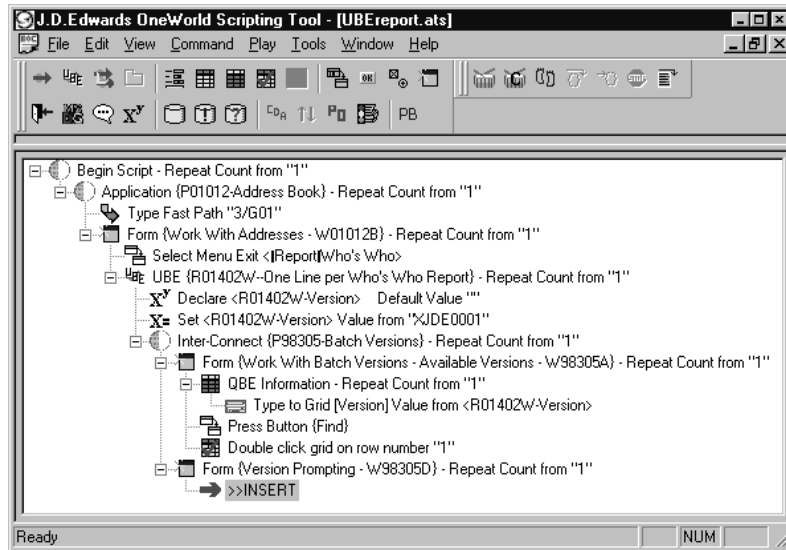 J.D.Edwards OneWorld Scripting Tool - [UBEreport.ats]
File Edit View Command Play Tools Window Help
UBE OK
X^y PB
Begin Script - Repeat Count from "1"
Application {P01012-Address Book} - Repeat Count from "1"
Type Fast Path "3/G01"
Form {Work With Addresses - W01012B} - Repeat Count from "1"
Select Menu Exit <|Report|Who's Who>
UBE {R01402W--One Line per Who's Who Report} - Repeat Count from "1"
X^y Declare <R01402W-Version> Default Value ""
X= Set <R01402W-Version> Value from "XJDE0001"
Inter-Connect {P98305-Batch Versions} - Repeat Count from "1"
Form {Work With Batch Versions - Available Versions - W98305A} - Repeat Count from "1"
QBE Information - Repeat Count from "1"
Type to Grid [Version] Value from <R01402W-Version>
Press Button {Find}
Double click grid on row number "1"
Form {Version Prompting - W98305D} - Repeat Count from "1"
>>INSERT
Ready NUM